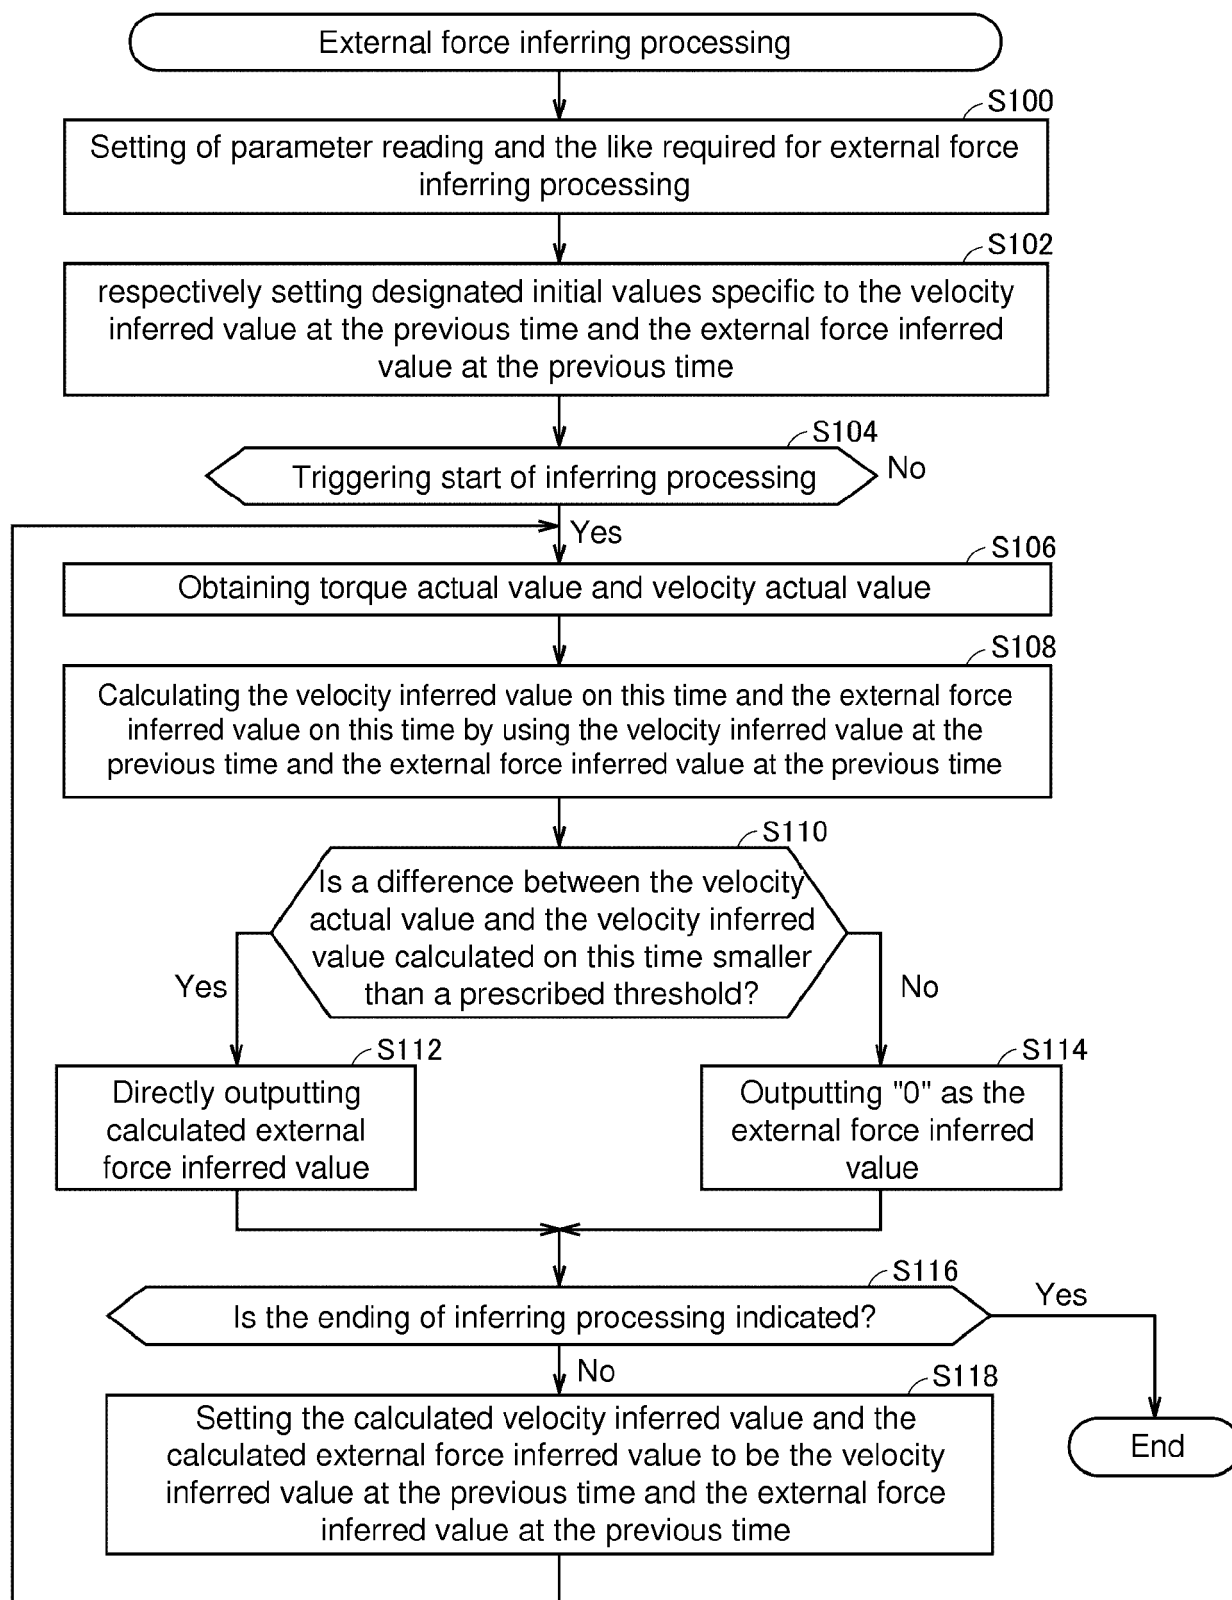 External force inferring processing
S100
Setting of parameter reading and the like required for external force
inferring processing
S102
respectively setting designated initial values specific to the velocity
inferred value at the previous time and the external force inferred
value at the previous time
S104
Triggering start of inferring processing
No
Yes
S106
Obtaining torque actual value and velocity actual value
S108
Calculating the velocity inferred value on this time and the external force
inferred value on this time by using the velocity inferred value at the
previous time and the external force inferred value at the previous time
S110
Is a difference between the velocity
actual value and the velocity inferred
value calculated on this time smaller
than a prescribed threshold?
Yes
No
S112
Directly outputting
calculated external
force inferred value
S114
Outputting "0" as the
external force inferred
value
S116
Is the ending of inferring processing indicated?
Yes
No
S118
Setting the calculated velocity inferred value and the
calculated external force inferred value to be the velocity
inferred value at the previous time and the external force
inferred value at the previous time
End